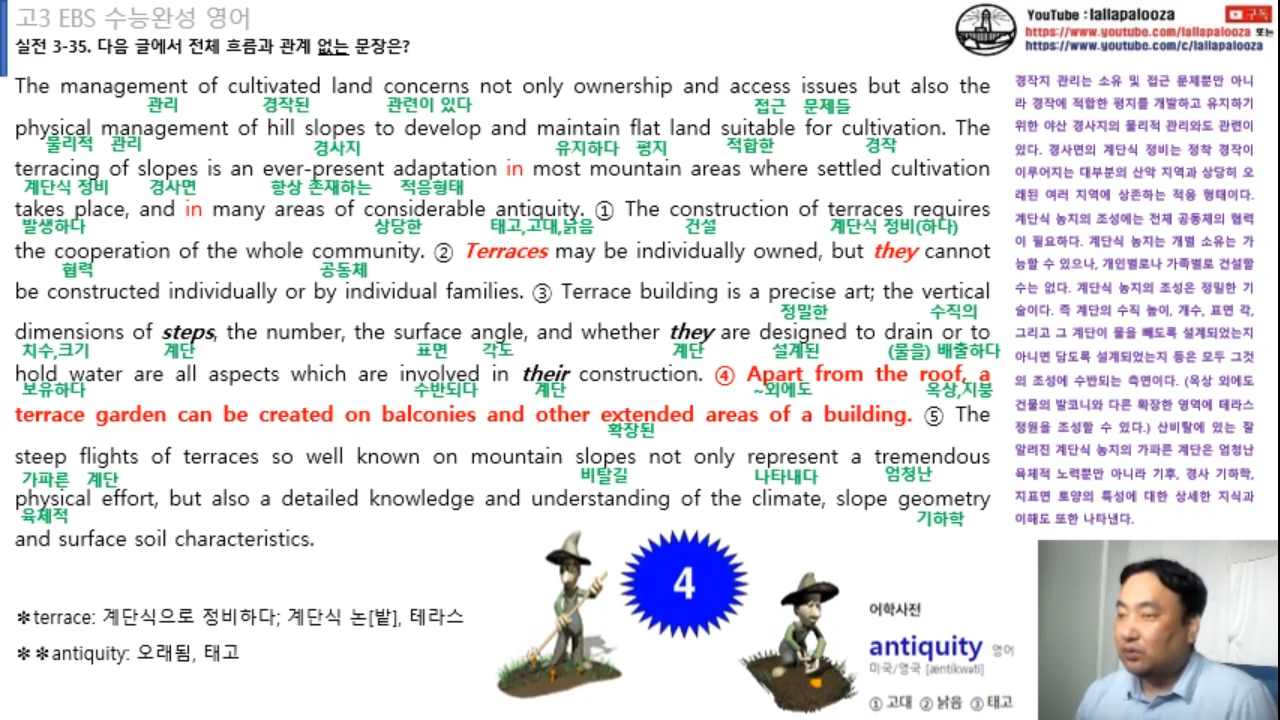 고3 EBS 수능완성 영어
실전 3-35. 다음 글에서 전체 흐름과 관계 없는 문장은?
YouTube : lallapalooza 구독
https://www.youtube.com/lallapalooza 또는
https://www.youtube.com/c/lallapalooza
The management of cultivated land concerns not only ownership and access issues but also the
관리 경작된 관련이 있다 접근 문제들
physical management of hill slopes to develop and maintain flat land suitable for cultivation. The
물리적 관리 경사지 유지하다 평지 적합한 경작
terracing of slopes is an ever-present adaptation in most mountain areas where settled cultivation
계단식 정비 경사면 항상 존재하는 적응형태
takes place, and in many areas of considerable antiquity. ① The construction of terraces requires
발생하다 상당한 태고,고대,낡음 건설 계단식 정비(하다)
the cooperation of the whole community. ② Terraces may be individually owned, but they cannot
협력 공동체
be constructed individually or by individual families. ③ Terrace building is a precise art; the vertical
정밀한 수직의
dimensions of steps, the number, the surface angle, and whether they are designed to drain or to
치수,크기 계단 표면 각도 계단 설계된 (물을) 배출하다
hold water are all aspects which are involved in their construction. ④ Apart from the roof, a
보유하다 수반되다 계단 ~외에도 옥상,지붕
terrace garden can be created on balconies and other extended areas of a building. ⑤ The
확장된
steep flights of terraces so well known on mountain slopes not only represent a tremendous
가파른 계단 비탈길 나타내다 엄청난
physical effort, but also a detailed knowledge and understanding of the climate, slope geometry
육체적 기하학
and surface soil characteristics.
경작지 관리는 소유 및 접근 문제뿐만 아니
라 경작에 적합한 평지를 개발하고 유지하기
위한 야산 경사지의 물리적 관리와도 관련이
있다. 경사면의 계단식 정비는 정착 경작이
이루어지는 대부분의 산악 지역과 상당히 오
래된 여러 지역에 상존하는 적응 형태이다.
계단식 농지의 조성에는 전체 공동체의 협력
이 필요하다. 계단식 농지는 개별 소유는 가
능할 수 있으나, 개인별로나 가족별로 건설할
수는 없다. 계단식 농지의 조성은 정밀한 기
술이다. 즉 계단의 수직 높이, 개수, 표면 각,
그리고 그 계단이 물을 빼도록 설계되었는지
아니면 담도록 설계되었는지 등은 모두 그것
의 조성에 수반되는 측면이다. (옥상 외에도
건물의 발코니와 다른 확장한 영역에 테라스
정원을 조성할 수 있다.) 산비탈에 있는 잘
알려진 계단식 농지의 가파른 계단은 엄청난
육체적 노력뿐만 아니라 기후, 경사 기하학,
지표면 토양의 특성에 대한 상세한 지식과
이해도 또한 나타낸다.
4
✻terrace: 계단식으로 정비하다; 계단식 논[밭], 테라스
✻✻antiquity: 오래됨, 태고
어학사전
antiquity 영어
미국/영국 [æntíkwəti]
① 고대 ② 낡음 ③ 태고